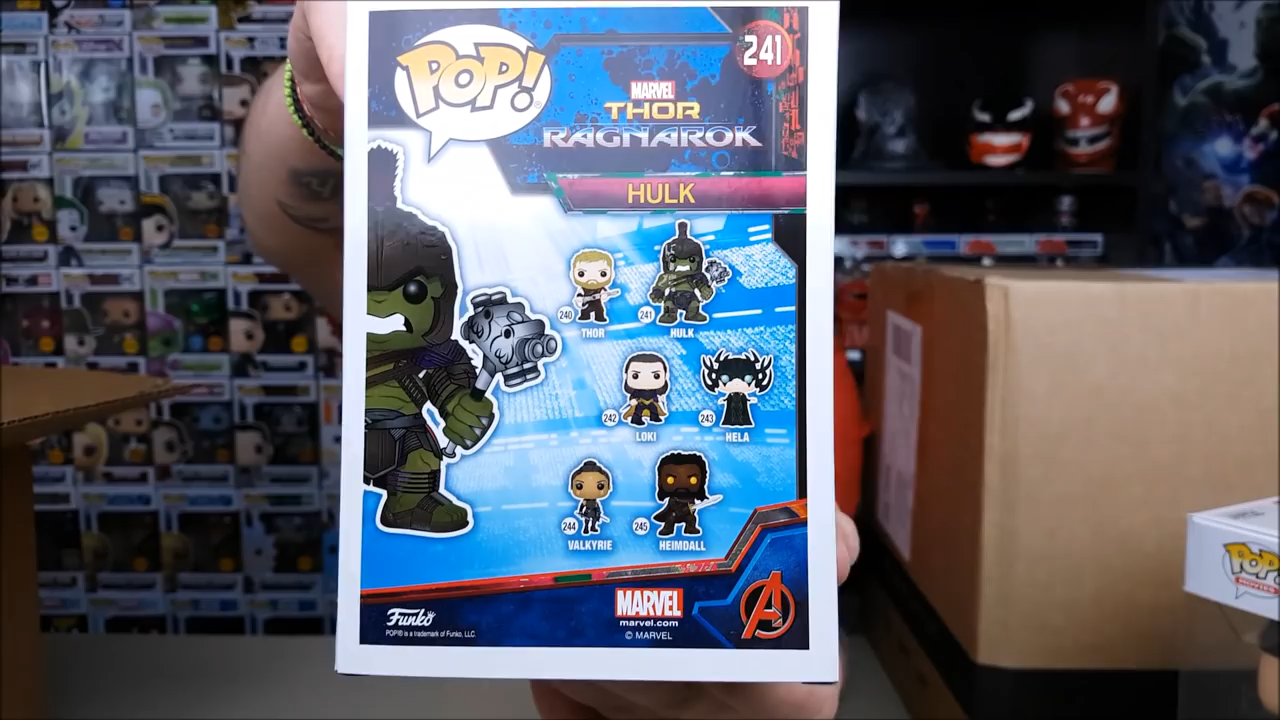 POP!
241
MARVEL
THOR
RAGNAROK
HULK
240
THOR
241
HULK
242
LOKI
243
HELA
244
VALKYRIE
245
HEIMDALL
Funko
POP!® is a trademark of Funko, LLC.
MARVEL
marvel.com
© MARVEL
POP